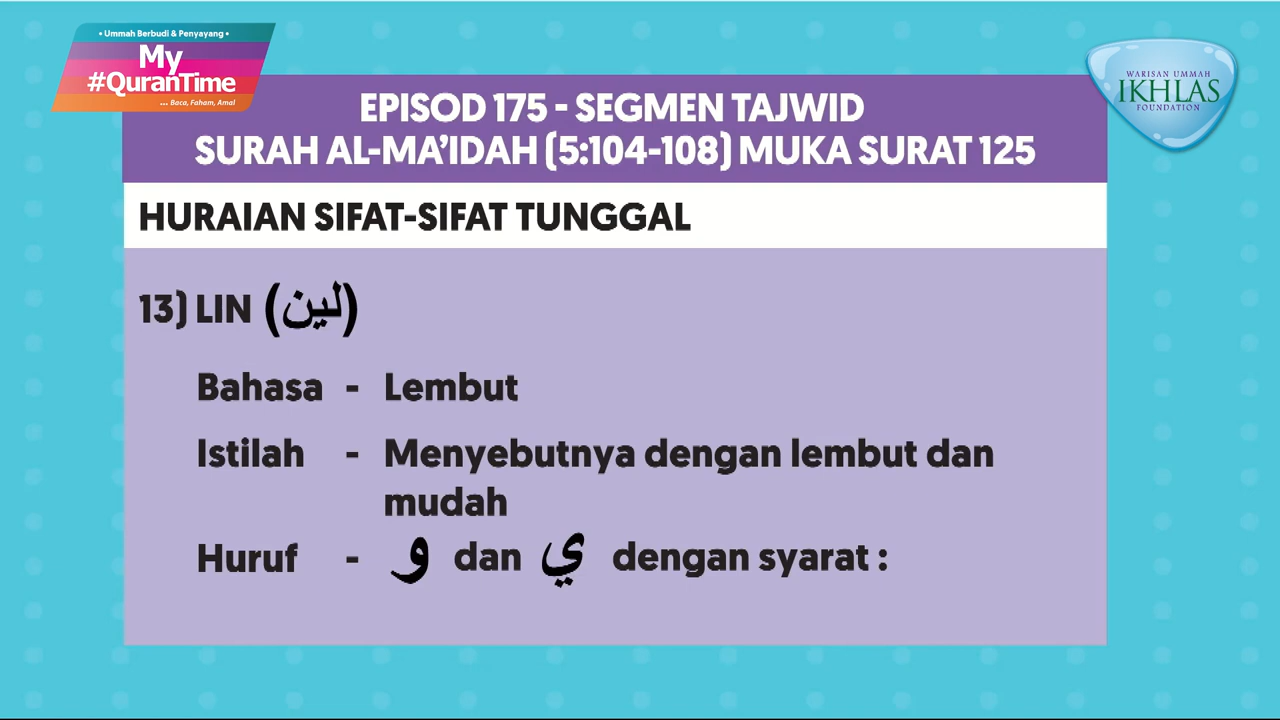 • Ummah Berbudi & Penyayang •
My
#QuranTime
... Baca, Faham, Amal
WARISAN UMMAH
IKHLAS
FOUNDATION
EPISOD 175 - SEGMEN TAJWID
SURAH AL-MA’IDAH (5:104-108) MUKA SURAT 125
HURAIAN SIFAT-SIFAT TUNGGAL
13) LIN (لين)
Bahasa - Lembut
Istilah - Menyebutnya dengan lembut dan
mudah
Huruf - و dan ي dengan syarat :